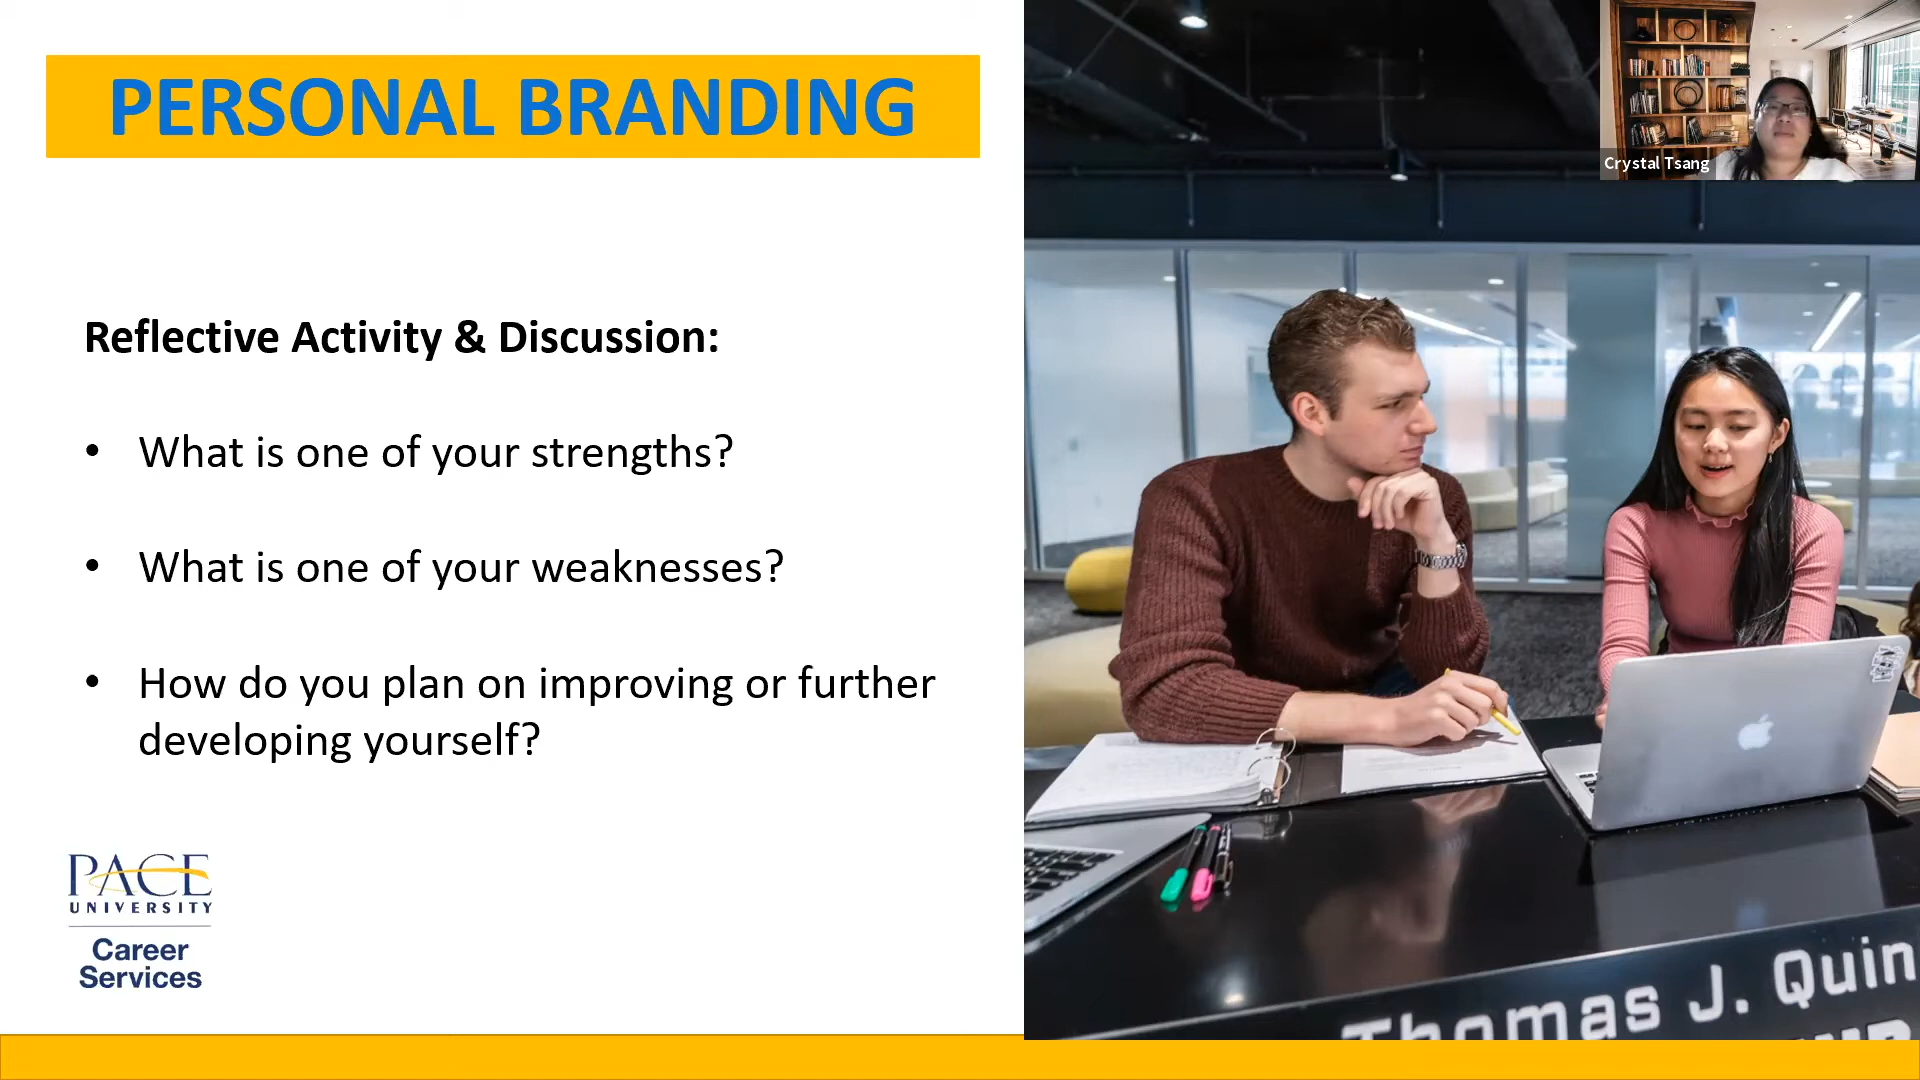 PERSONAL BRANDING
Crystal Tsang
Reflective Activity & Discussion:
• What is one of your strengths?
• What is one of your weaknesses?
• How do you plan on improving or further
developing yourself?
PACE
UNIVERSITY
Career
Services
Thomas J. Quin